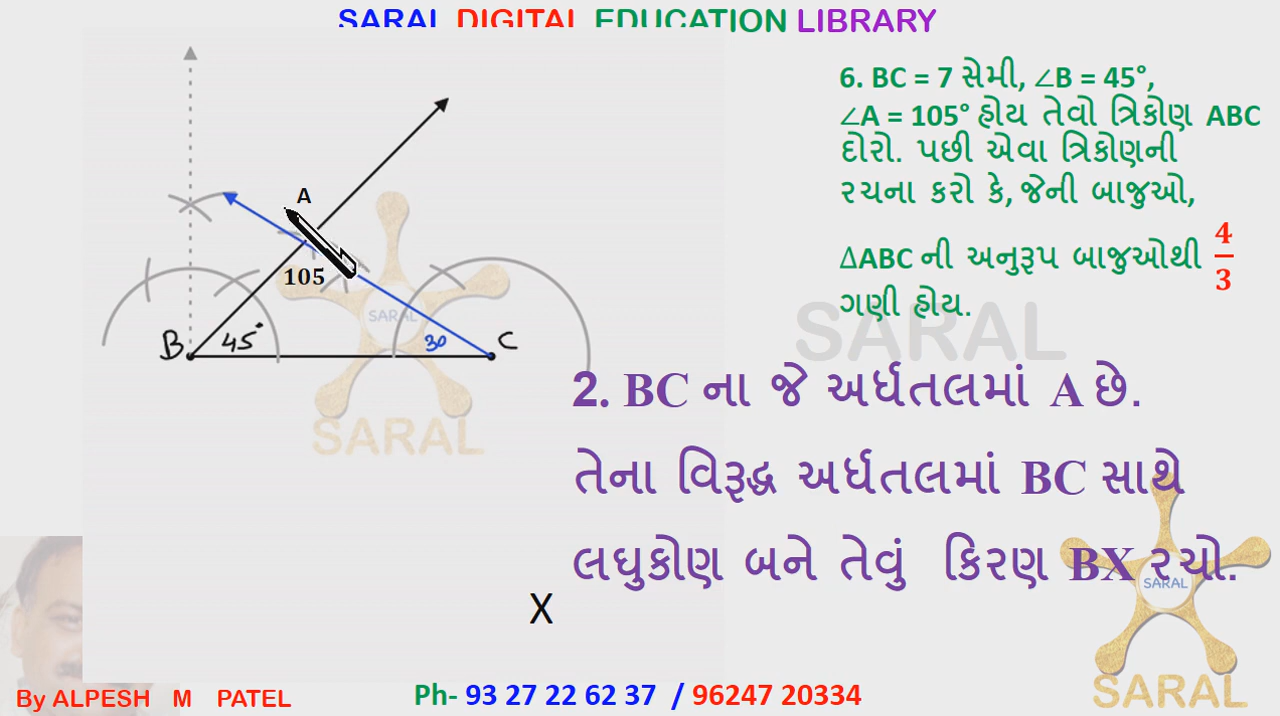 SARAL DIGITAL EDUCATION LIBRARY
6. BC = 7 સેમી, ∠B = 45°,
∠A = 105° હોય તેવો ત્રિકોણ ABC
દોરો. પછી એવા ત્રિકોણની
રચના કરો કે, જેની બાજુઓ,
ΔABC ની અનુરૂપ બાજુઓથી 4/3
ગણી હોય.
A
105
B 45° 30 C
SARAL
SARAL
SARAL
2. BC ના જે અર્ધતલમાં A છે.
તેના વિરૂદ્ધ અર્ધતલમાં BC સાથે
લઘુકોણ બને તેવું કિરણ BX રચો.
SARAL
X
SARAL
By ALPESH M PATEL
Ph- 93 27 22 62 37 / 96247 20334